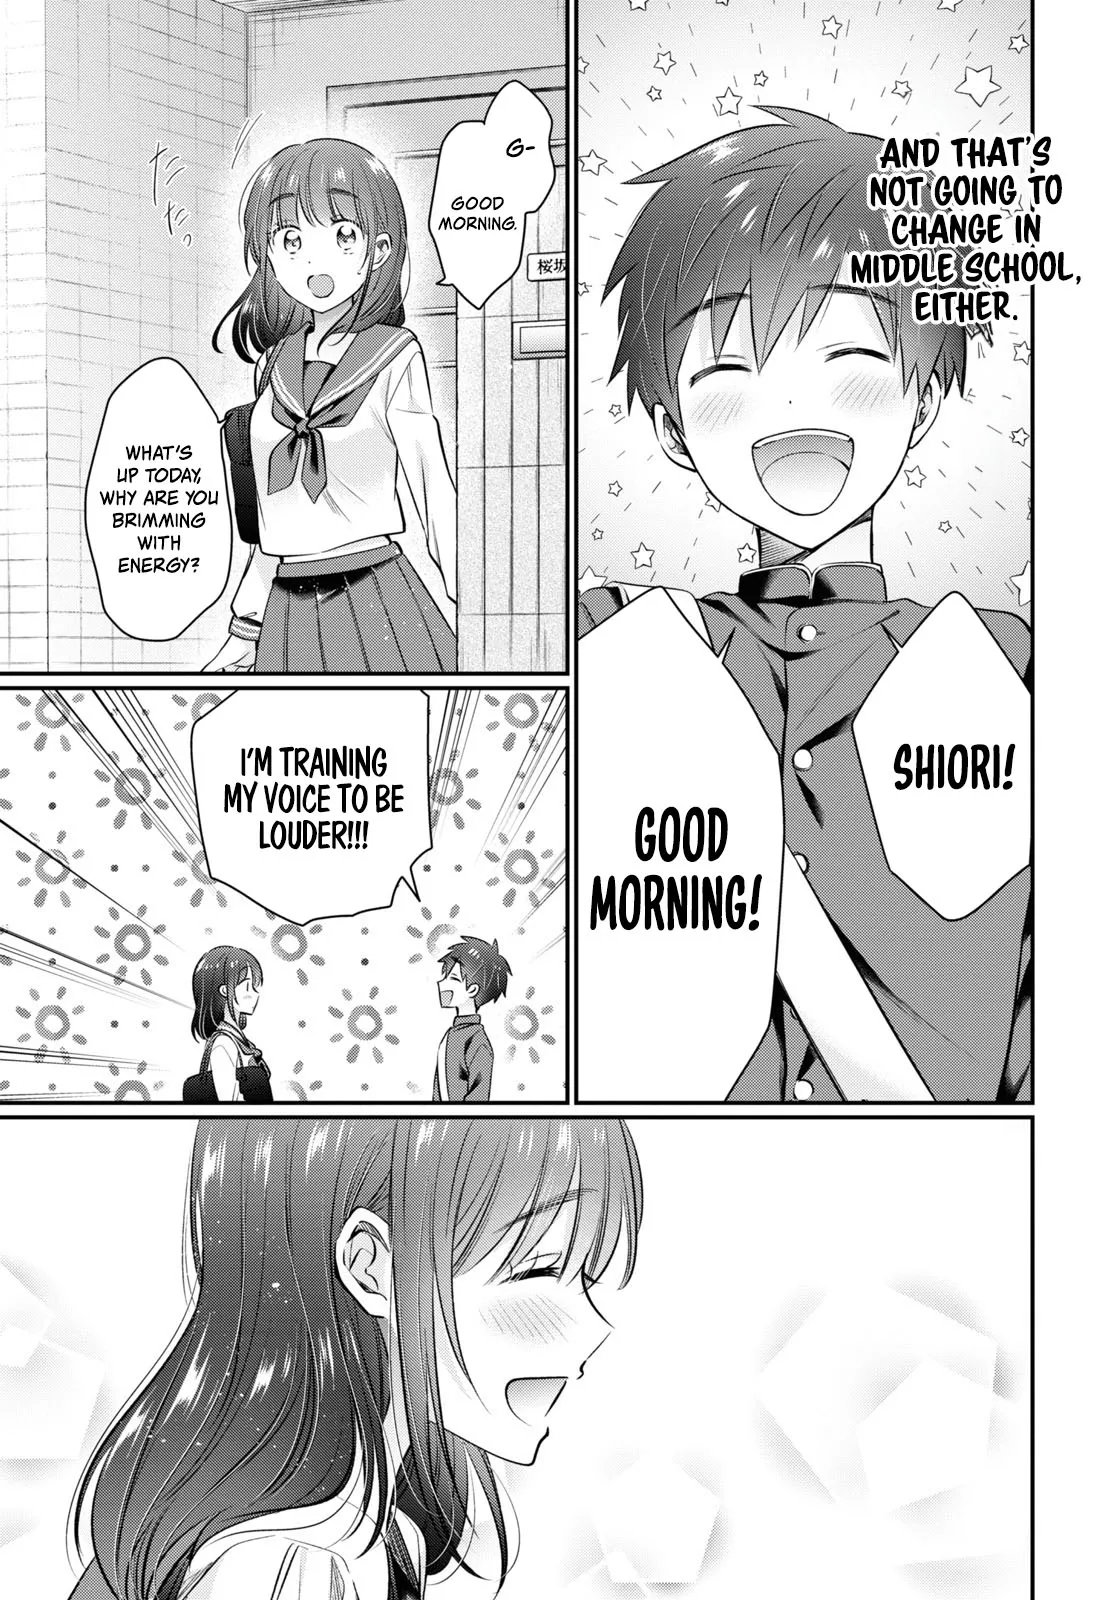 AND THAT'S
NOT GOING TO
CHANGE IN
MIDDLE SCHOOL,
EITHER.
SHIORI!
GOOD
MORNING!
G-
GOOD
MORNING.
桜坂
WHAT'S
UP TODAY,
WHY ARE YOU
BRIMMING
WITH
ENERGY?
I'M TRAINING
MY VOICE TO BE
LOUDER!!!